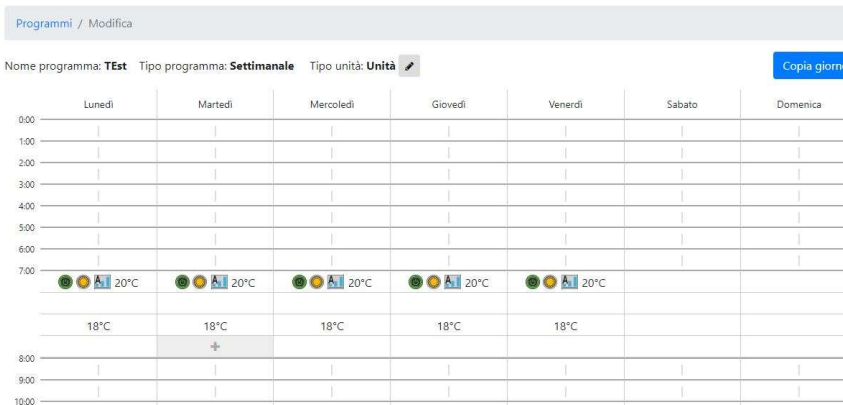 Programmi / Modifica
Nome programma: TEst Tipo programma: Settimanale Tipo unità: Unità
Copia giorno
Lunedì Martedì Mercoledì Giovedì Venerdì Sabato Domenica
0:00
1:00
2:00
3:00
4:00
5:00
6:00
7:00
A 20°C A 20°C A 20°C A 20°C A 20°C
18°C 18°C 18°C 18°C 18°C
+
8:00
9:00
10:00